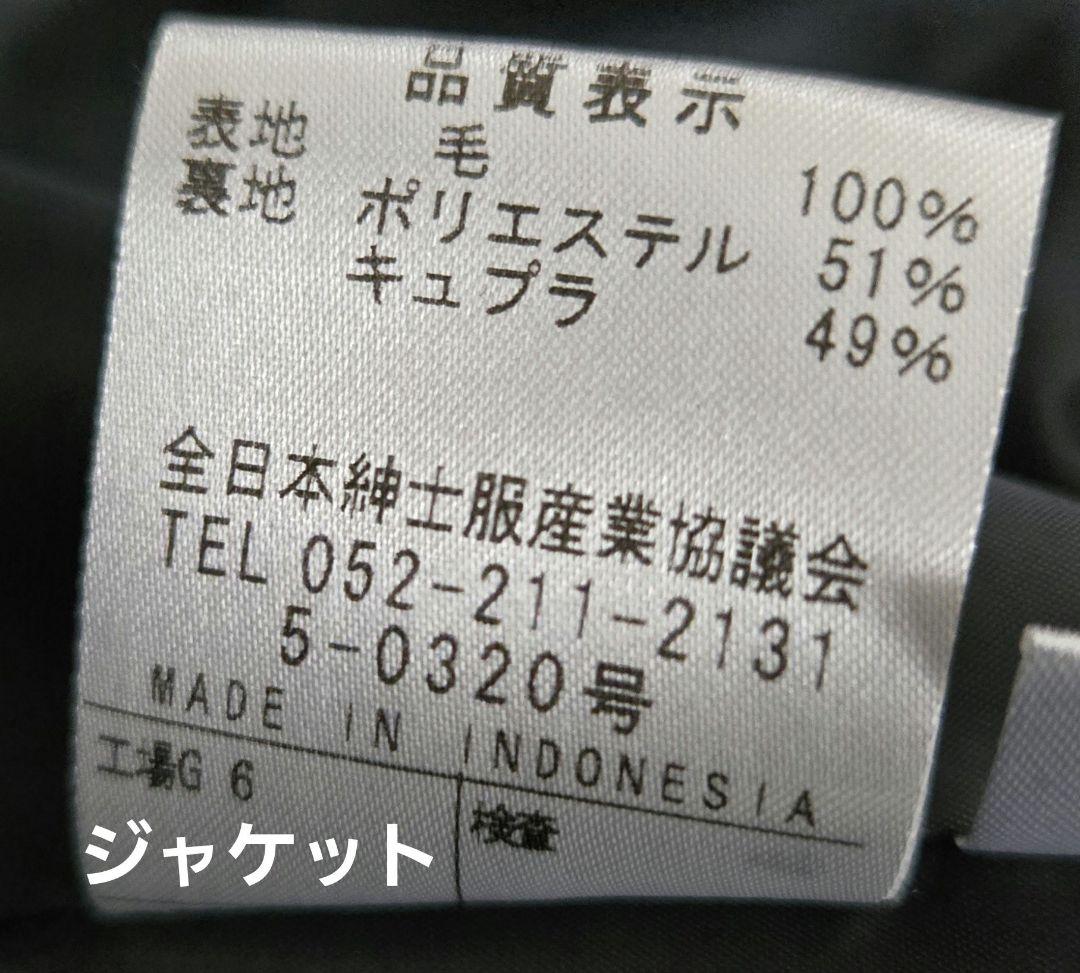 品質表示
表地 毛 100%
裏地 ポリエステル 51%
キュプラ 49%
全日本紳士服産業協議会
TEL 052-211-2131
5-0320号
MADE IN INDONESIA
工場G 6
検査
ジャケット